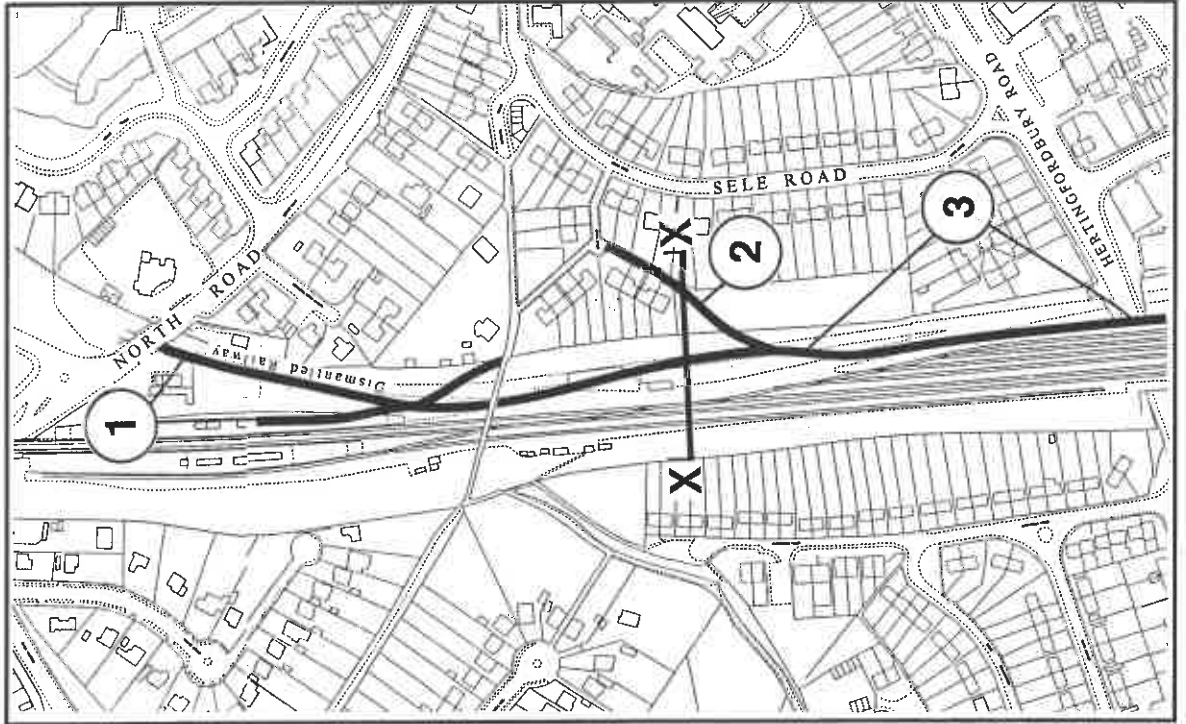 NORTH ROAD
Dismantled Railway
1
SELE ROAD
X
X
2
3
HERTINGFORDBURY ROAD